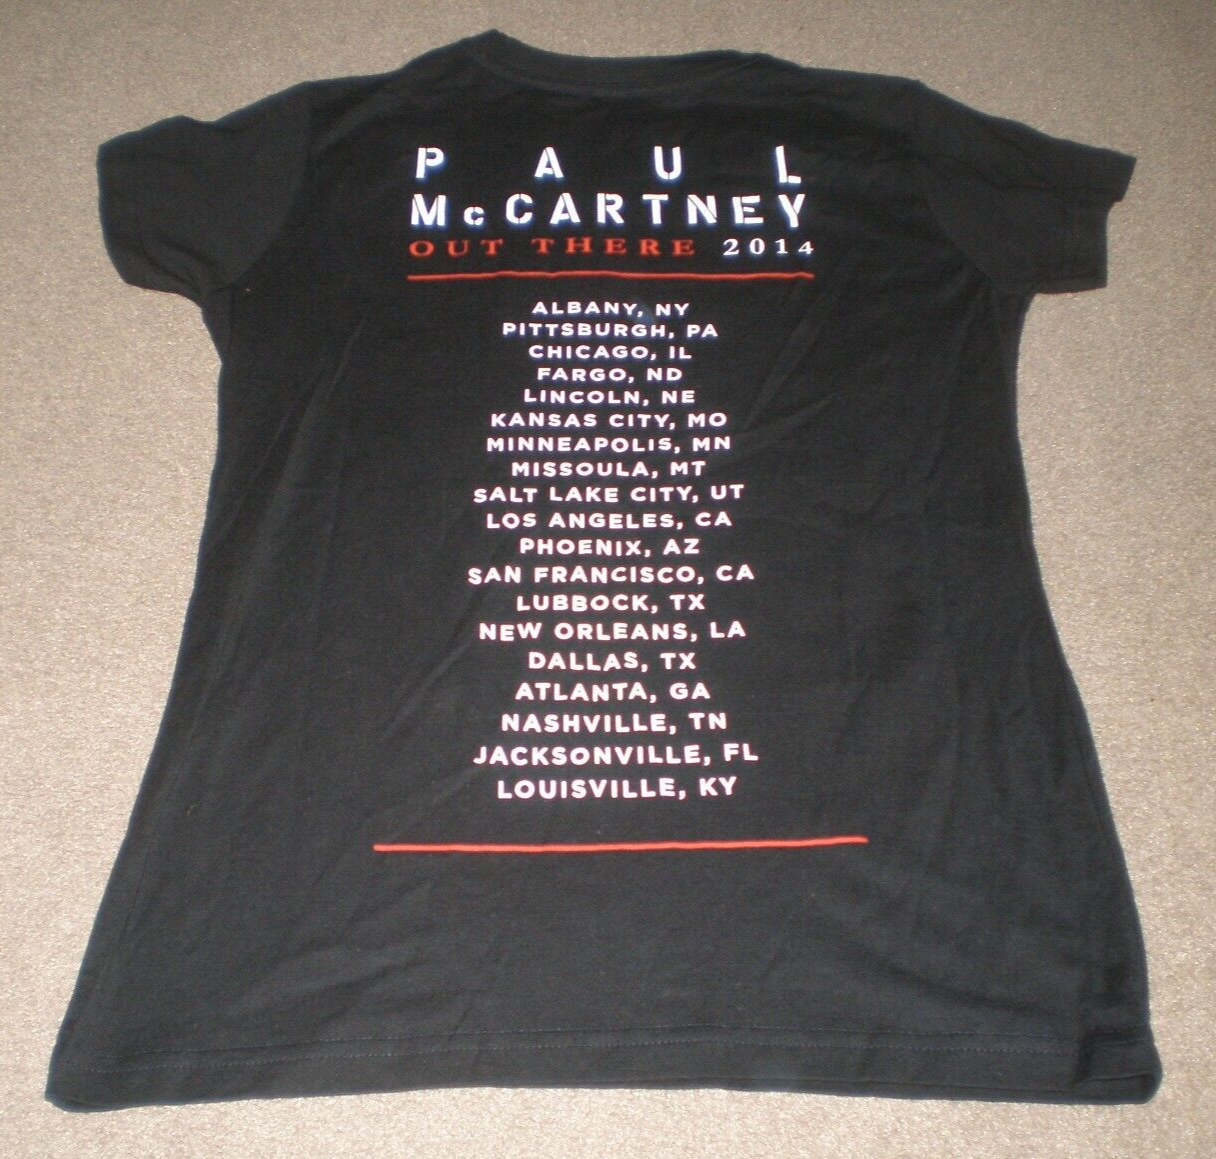 PAUL
McCARTNEY
OUT THERE 2014
ALBANY, NY
PITTSBURGH, PA
CHICAGO, IL
FARGO, ND
LINCOLN, NE
KANSAS CITY, MO
MINNEAPOLIS, MN
MISSOULA, MT
SALT LAKE CITY, UT
LOS ANGELES, CA
PHOENIX, AZ
SAN FRANCISCO, CA
LUBBOCK, TX
NEW ORLEANS, LA
DALLAS, TX
ATLANTA, GA
NASHVILLE, TN
JACKSONVILLE, FL
LOUISVILLE, KY